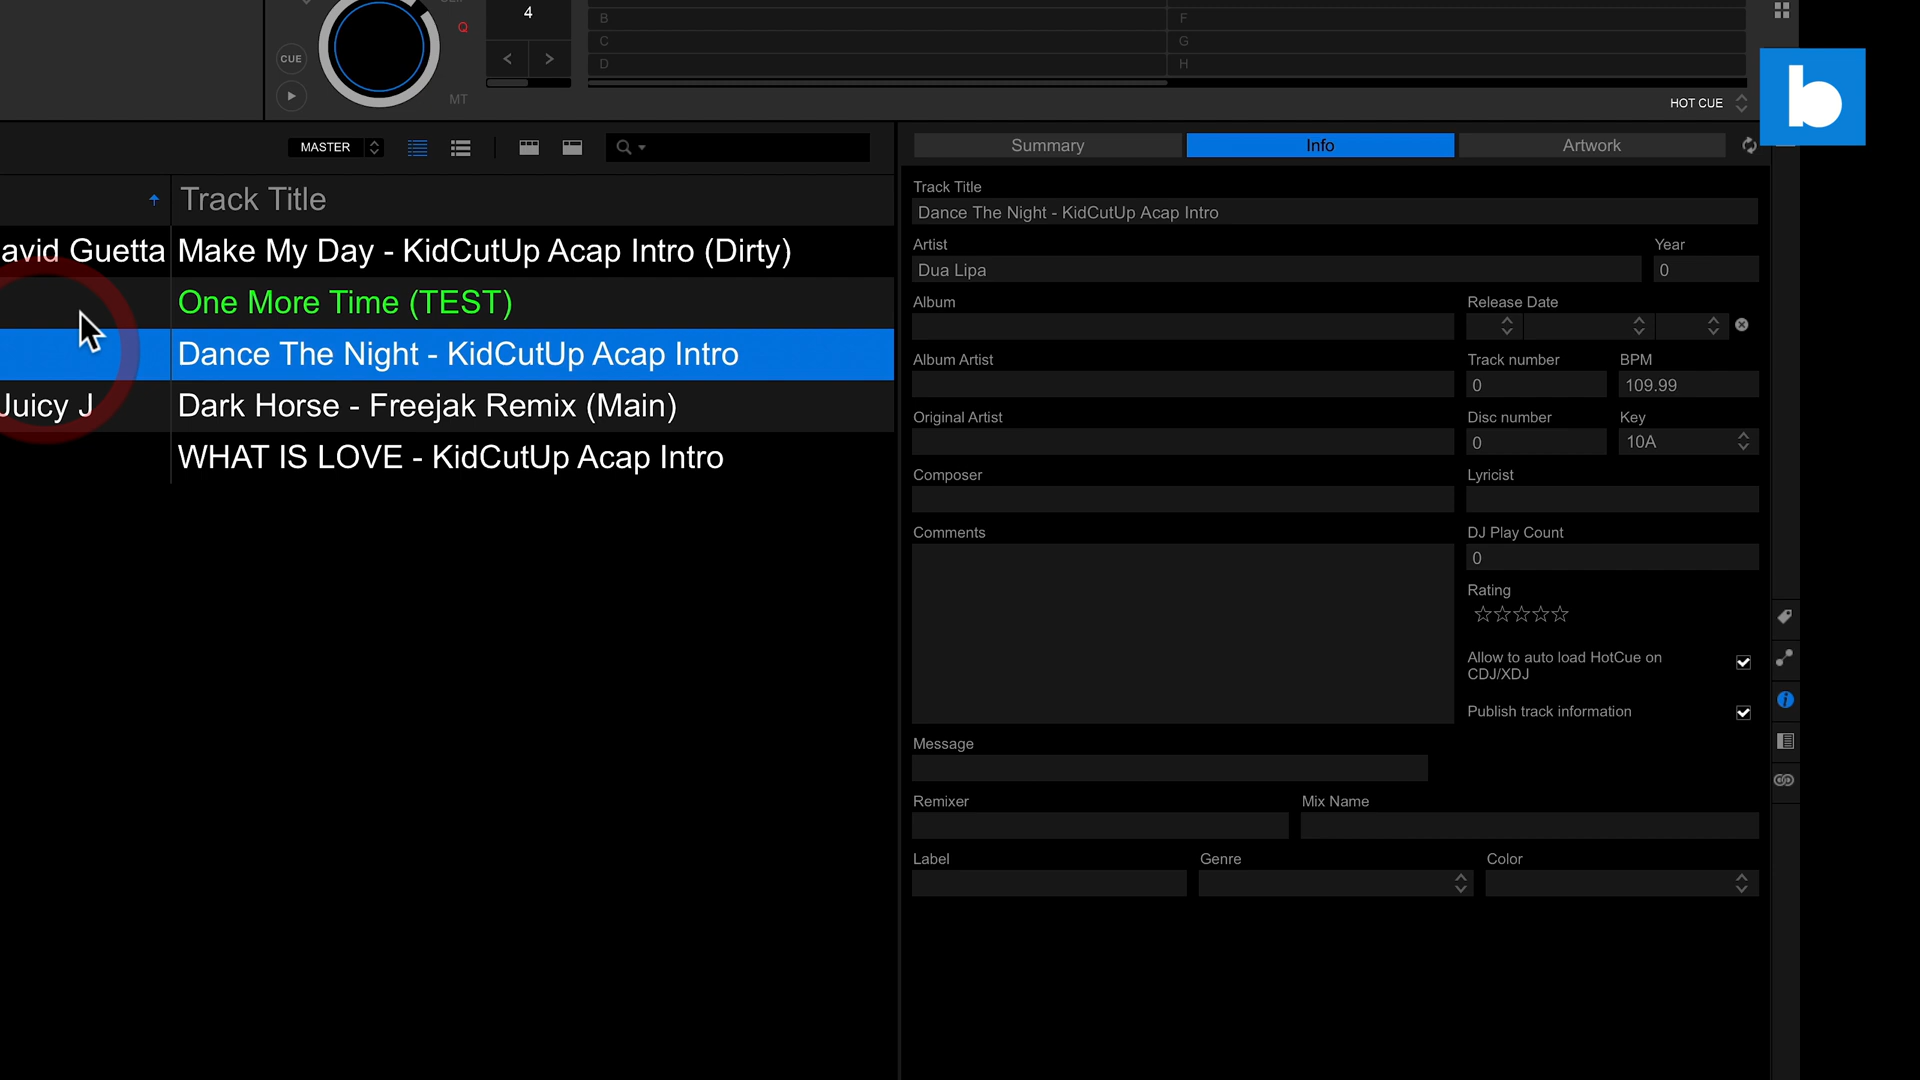 4
Q
CUE
MT
B
C
D
F
G
H
HOT CUE
b
MASTER
Summary
Info
Artwork
Track Title
avid Guetta
Make My Day - KidCutUp Acap Intro (Dirty)
One More Time (TEST)
Dance The Night - KidCutUp Acap Intro
Juicy J
Dark Horse - Freejak Remix (Main)
WHAT IS LOVE - KidCutUp Acap Intro
Track Title
Dance The Night - KidCutUp Acap Intro
Artist
Year
Dua Lipa
0
Album
Release Date
Album Artist
Track number
BPM
0
109.99
Original Artist
Disc number
Key
0
10A
Composer
Lyricist
Comments
DJ Play Count
0
Rating
Allow to auto load HotCue on
CDJ/XDJ
Publish track information
Message
Remixer
Mix Name
Label
Genre
Color